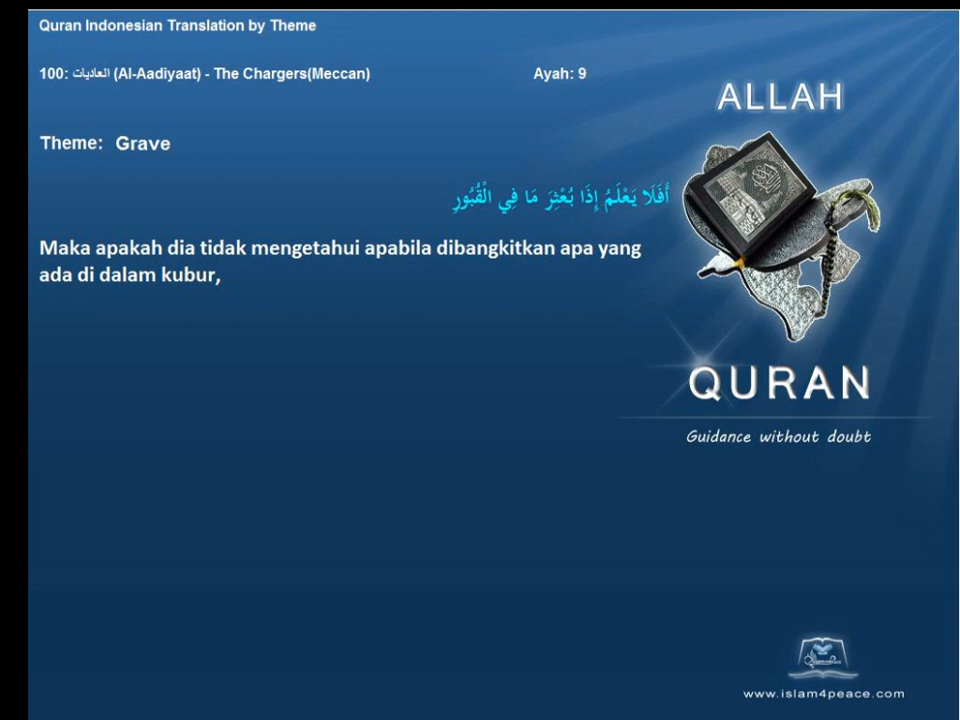 Quran Indonesian Translation by Theme
100: العاديات (Al-Aadiyaat) - The Chargers(Meccan) Ayah: 9
ALLAH
Theme: Grave
أَفَلَا يَعْلَمُ إِذَا بُعْثِرَ مَا فِي الْقُبُورِ
Maka apakah dia tidak mengetahui apabila dibangkitkan apa yang
ada di dalam kubur,
QURAN
Guidance without doubt
www.islam4peace.com